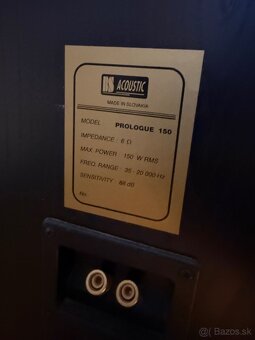 RS ACOUSTIC
MADE IN SLOVAKIA
MODEL : PROLOGUE 150
IMPEDANCE : 8 Ω
MAX. POWER : 150 W RMS
FREQ. RANGE : 35 - 20 000 Hz
SENSITIVITY : 88 dB
© bazos.sk